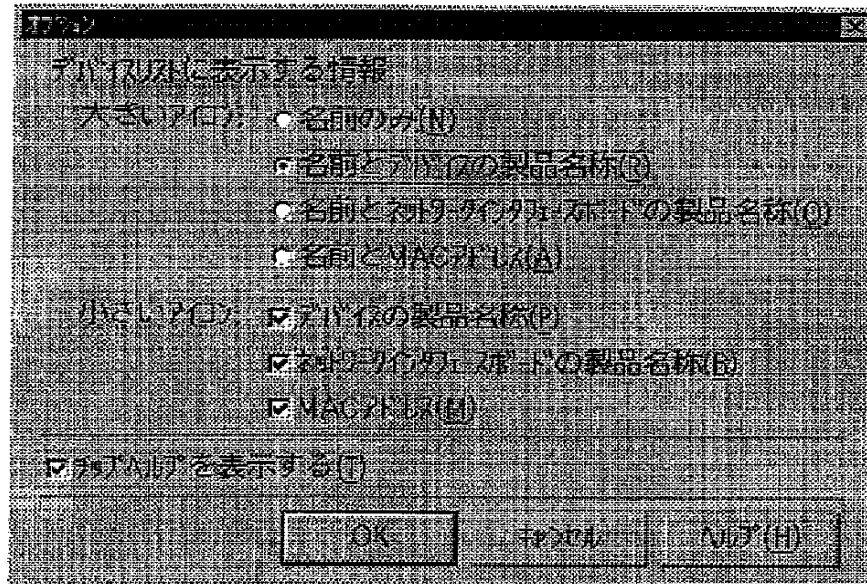 オプション
デバイスリストに表示する情報
大きいアイコン: 名前のみ(N)
名前とデバイスの製品名称(R)
名前とネットワークインタフェースボードの製品名称(O)
名前とMACアドレス(A)
小さいアイコン: デバイスの製品名称(P)
ネットワークインタフェースボードの製品名称(B)
MACアドレス(M)
チップヘルプを表示する(T)
OK キャンセル ヘルプ(H)